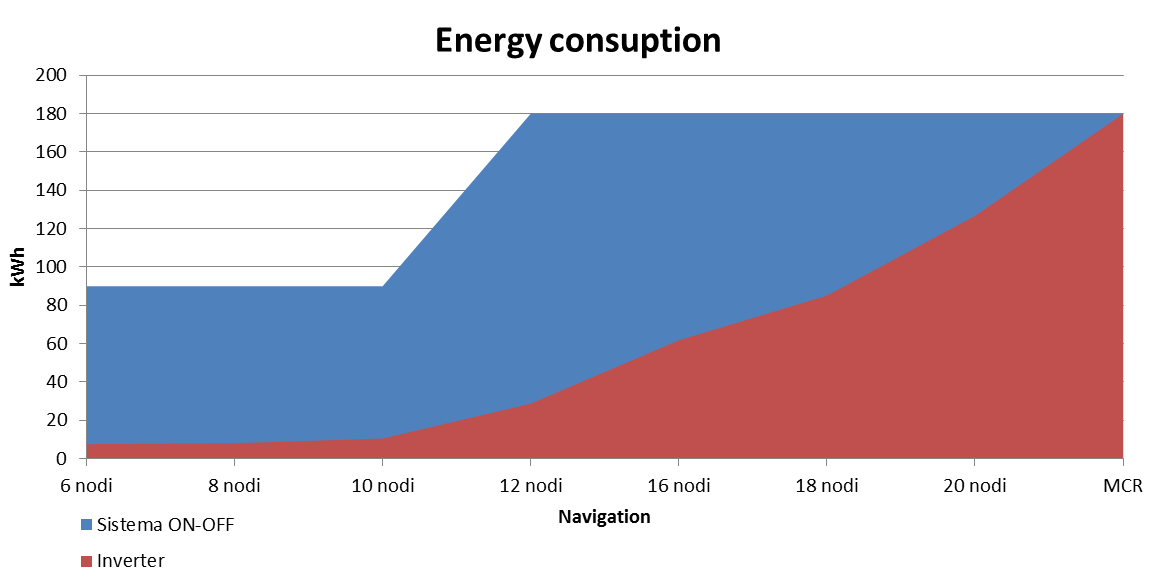 Energy consuption
200
180
160
140
120
100
80
60
40
20
0
kWh
6 nodi 8 nodi 10 nodi 12 nodi 16 nodi 18 nodi 20 nodi MCR
Navigation
Sistema ON-OFF
Inverter